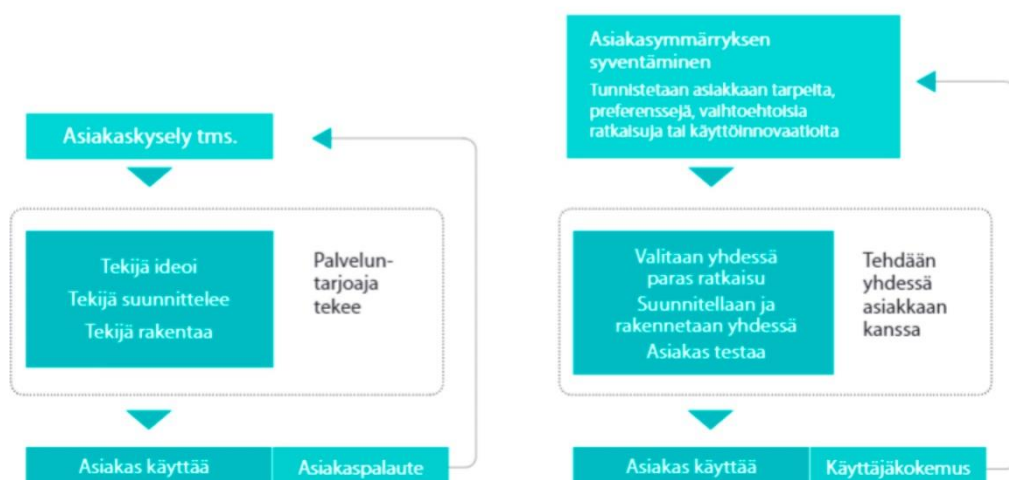 Asiakaskysely tms.
Tekijä ideoi
Tekijä suunnittelee
Tekijä rakentaa
Palvelun-
tarjoaja
tekee
Asiakas käyttää
Asiakaspalaute
Asiakasymmärryksen
syventäminen
Tunnistetaan asiakkaan tarpeita,
preferenssejä, vaihtoehtoisia
ratkaisuja tai käyttöinnovaatioita
Valitaan yhdessä
paras ratkaisu
Suunnitellaan ja
rakennetaan yhdessä
Asiakas testaa
Tehdään
yhdessä
asiakkaan
kanssa
Asiakas käyttää
Käyttäjäkokemus